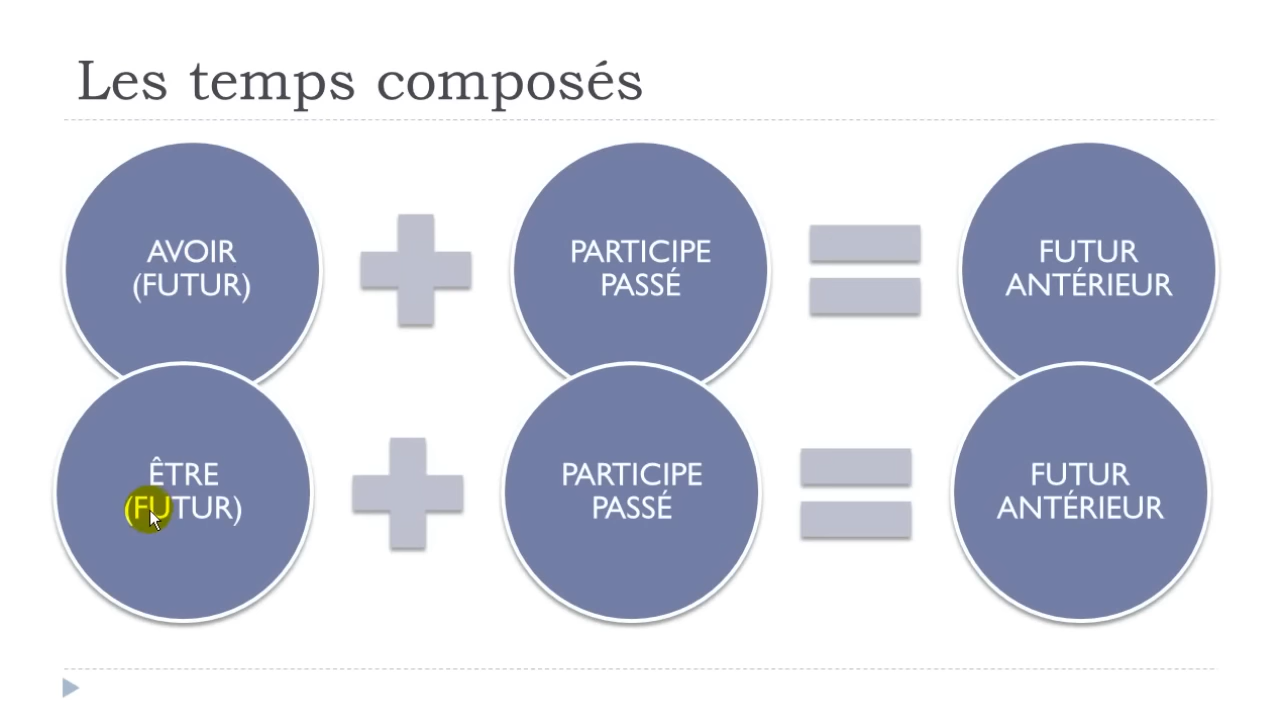 Les temps composés
AVOIR
(FUTUR)
PARTICIPE
PASSÉ
FUTUR
ANTÉRIEUR
ÊTRE
(FUTUR)
PARTICIPE
PASSÉ
FUTUR
ANTÉRIEUR